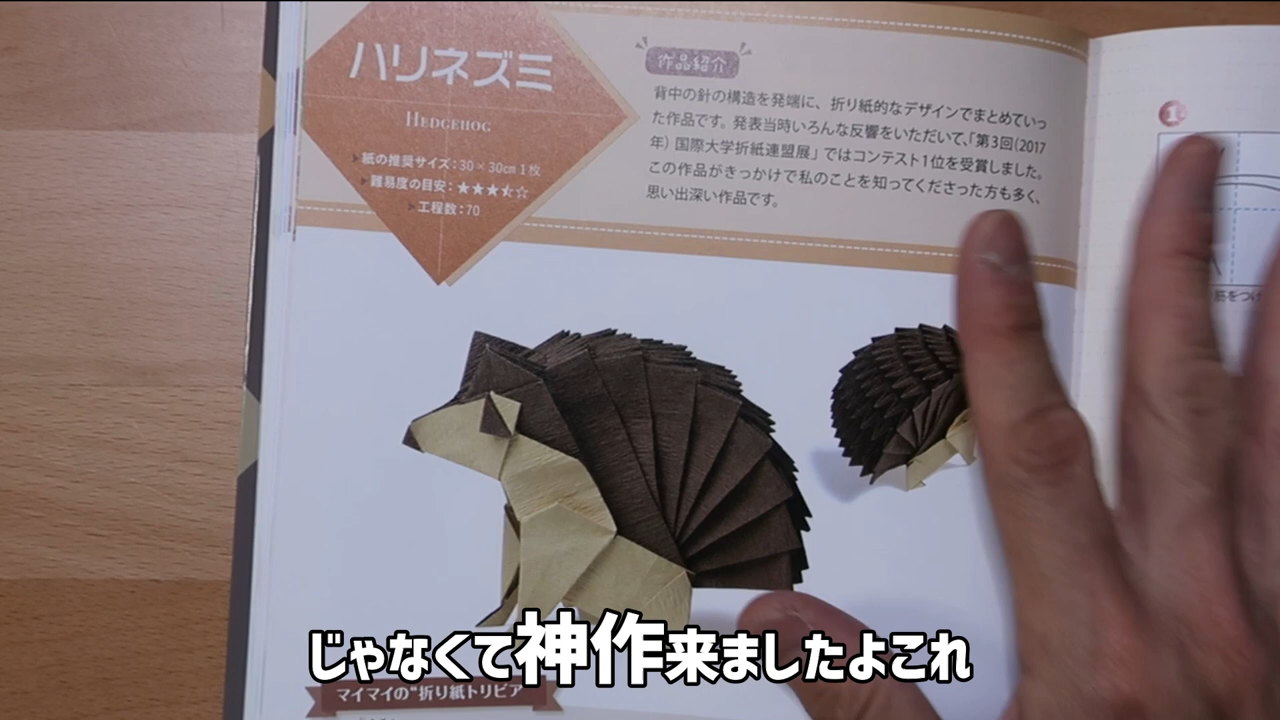 ハリネズミ
HEDGEHOG
紙の推奨サイズ：30×30cm 1枚
難易度の目安：★★★⯪☆
工程数：70
作品紹介
背中の針の構造を発端に、折り紙的なデザインでまとめていっ
た作品です。発表当時いろんな反響をいただいて、「第3回（2017
年）国際大学折紙連盟展」ではコンテスト1位を受賞しました。
この作品がきっかけで私のことを知ってくださった方も多く、
思い出深い作品です。
1
筋をつけ
じゃなくて神作来ましたよこれ
マイマイの“折り紙トリビア”